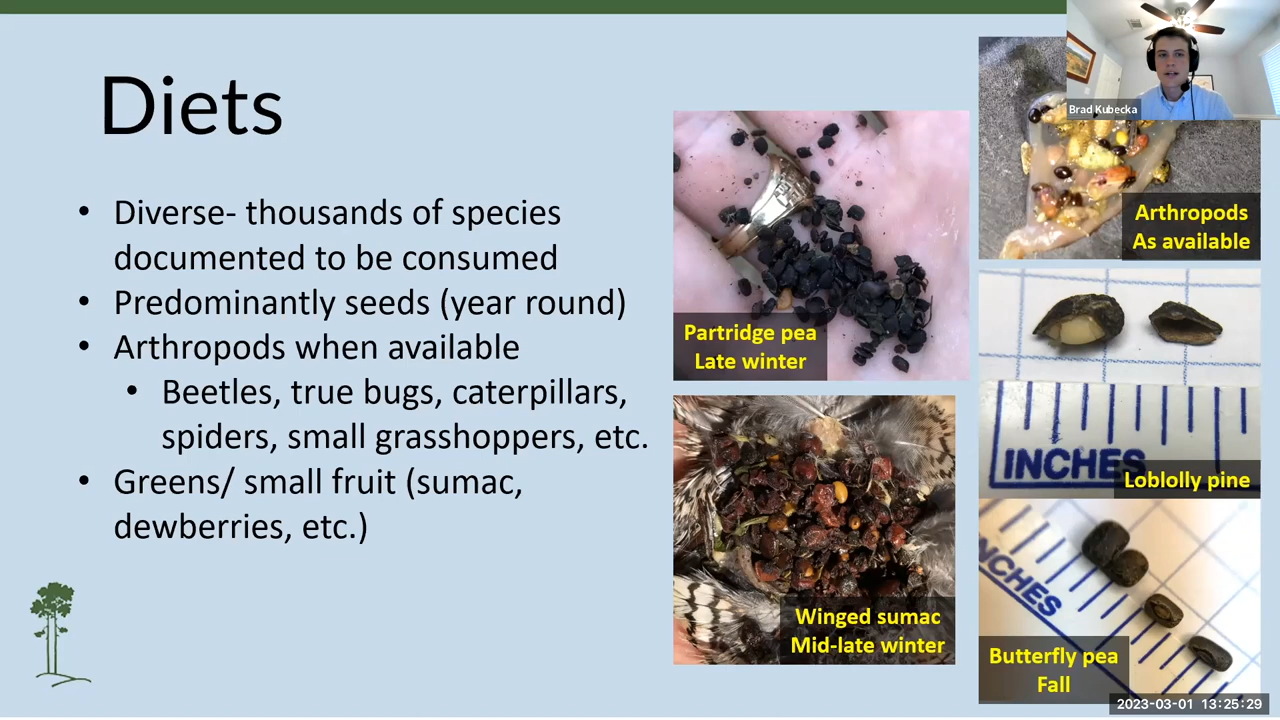 Diets
• Diverse- thousands of species
documented to be consumed
• Predominantly seeds (year round)
• Arthropods when available
• Beetles, true bugs, caterpillars,
spiders, small grasshoppers, etc.
• Greens/ small fruit (sumac,
dewberries, etc.)
Partridge pea
Late winter
Winged sumac
Mid-late winter
Brad Kubecka
Arthropods
As available
INCHES
Loblolly pine
INCHES
Butterfly pea
Fall
2023-03-01 13:25:29